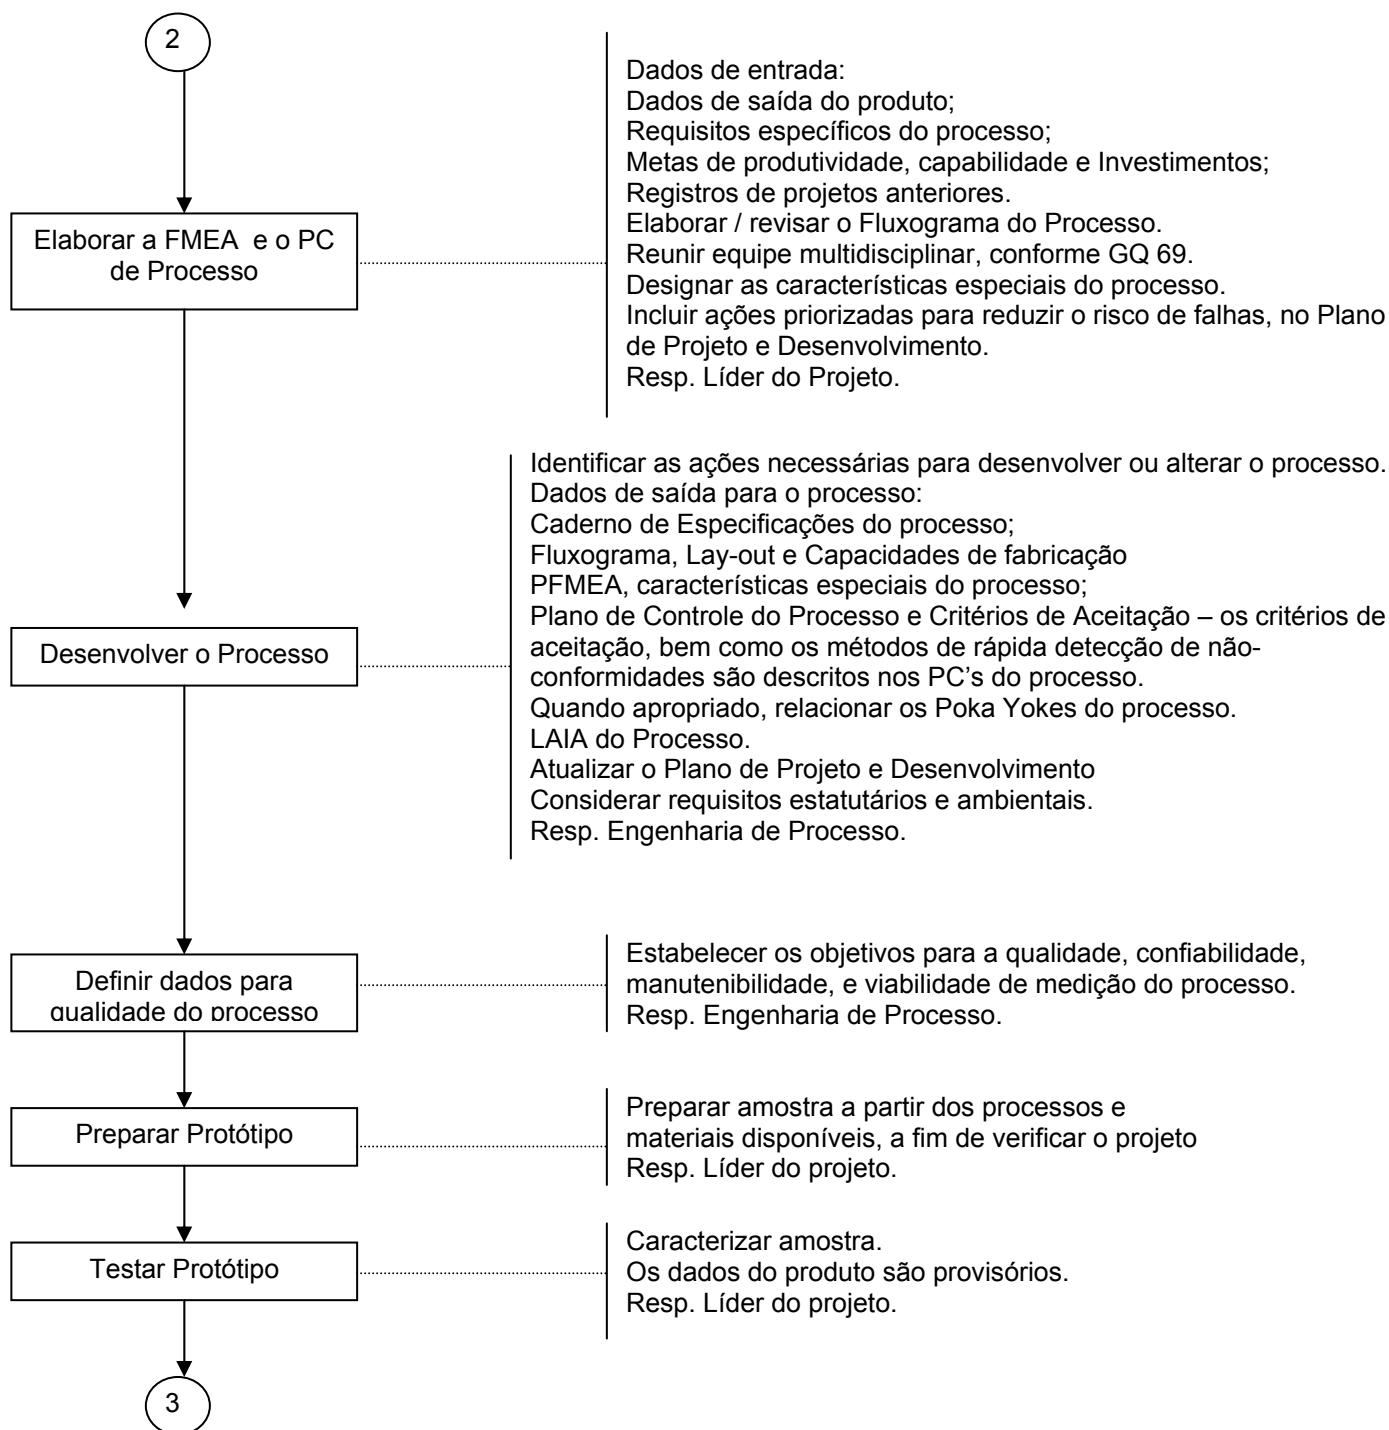 2
Dados de entrada:
Dados de saída do produto;
Requisitos específicos do processo;
Metas de produtividade, capabilidade e Investimentos;
Registros de projetos anteriores.
Elaborar / revisar o Fluxograma do Processo.
Reunir equipe multidisciplinar, conforme GQ 69.
Designar as características especiais do processo.
Incluir ações priorizadas para reduzir o risco de falhas, no Plano
de Projeto e Desenvolvimento.
Resp. Líder do Projeto.
Elaborar a FMEA e o PC
de Processo
Identificar as ações necessárias para desenvolver ou alterar o processo.
Dados de saída para o processo:
Caderno de Especificações do processo;
Fluxograma, Lay-out e Capacidades de fabricação
PFMEA, características especiais do processo;
Plano de Controle do Processo e Critérios de Aceitação – os critérios de
aceitação, bem como os métodos de rápida detecção de não-
conformidades são descritos nos PC’s do processo.
Quando apropriado, relacionar os Poka Yokes do processo.
LAIA do Processo.
Atualizar o Plano de Projeto e Desenvolvimento
Considerar requisitos estatutários e ambientais.
Resp. Engenharia de Processo.
Desenvolver o Processo
Estabelecer os objetivos para a qualidade, confiabilidade,
manutenibilidade, e viabilidade de medição do processo.
Resp. Engenharia de Processo.
Definir dados para
qualidade do processo
Preparar amostra a partir dos processos e
materiais disponíveis, a fim de verificar o projeto
Resp. Líder do projeto.
Preparar Protótipo
Caracterizar amostra.
Os dados do produto são provisórios.
Resp. Líder do projeto.
Testar Protótipo
3